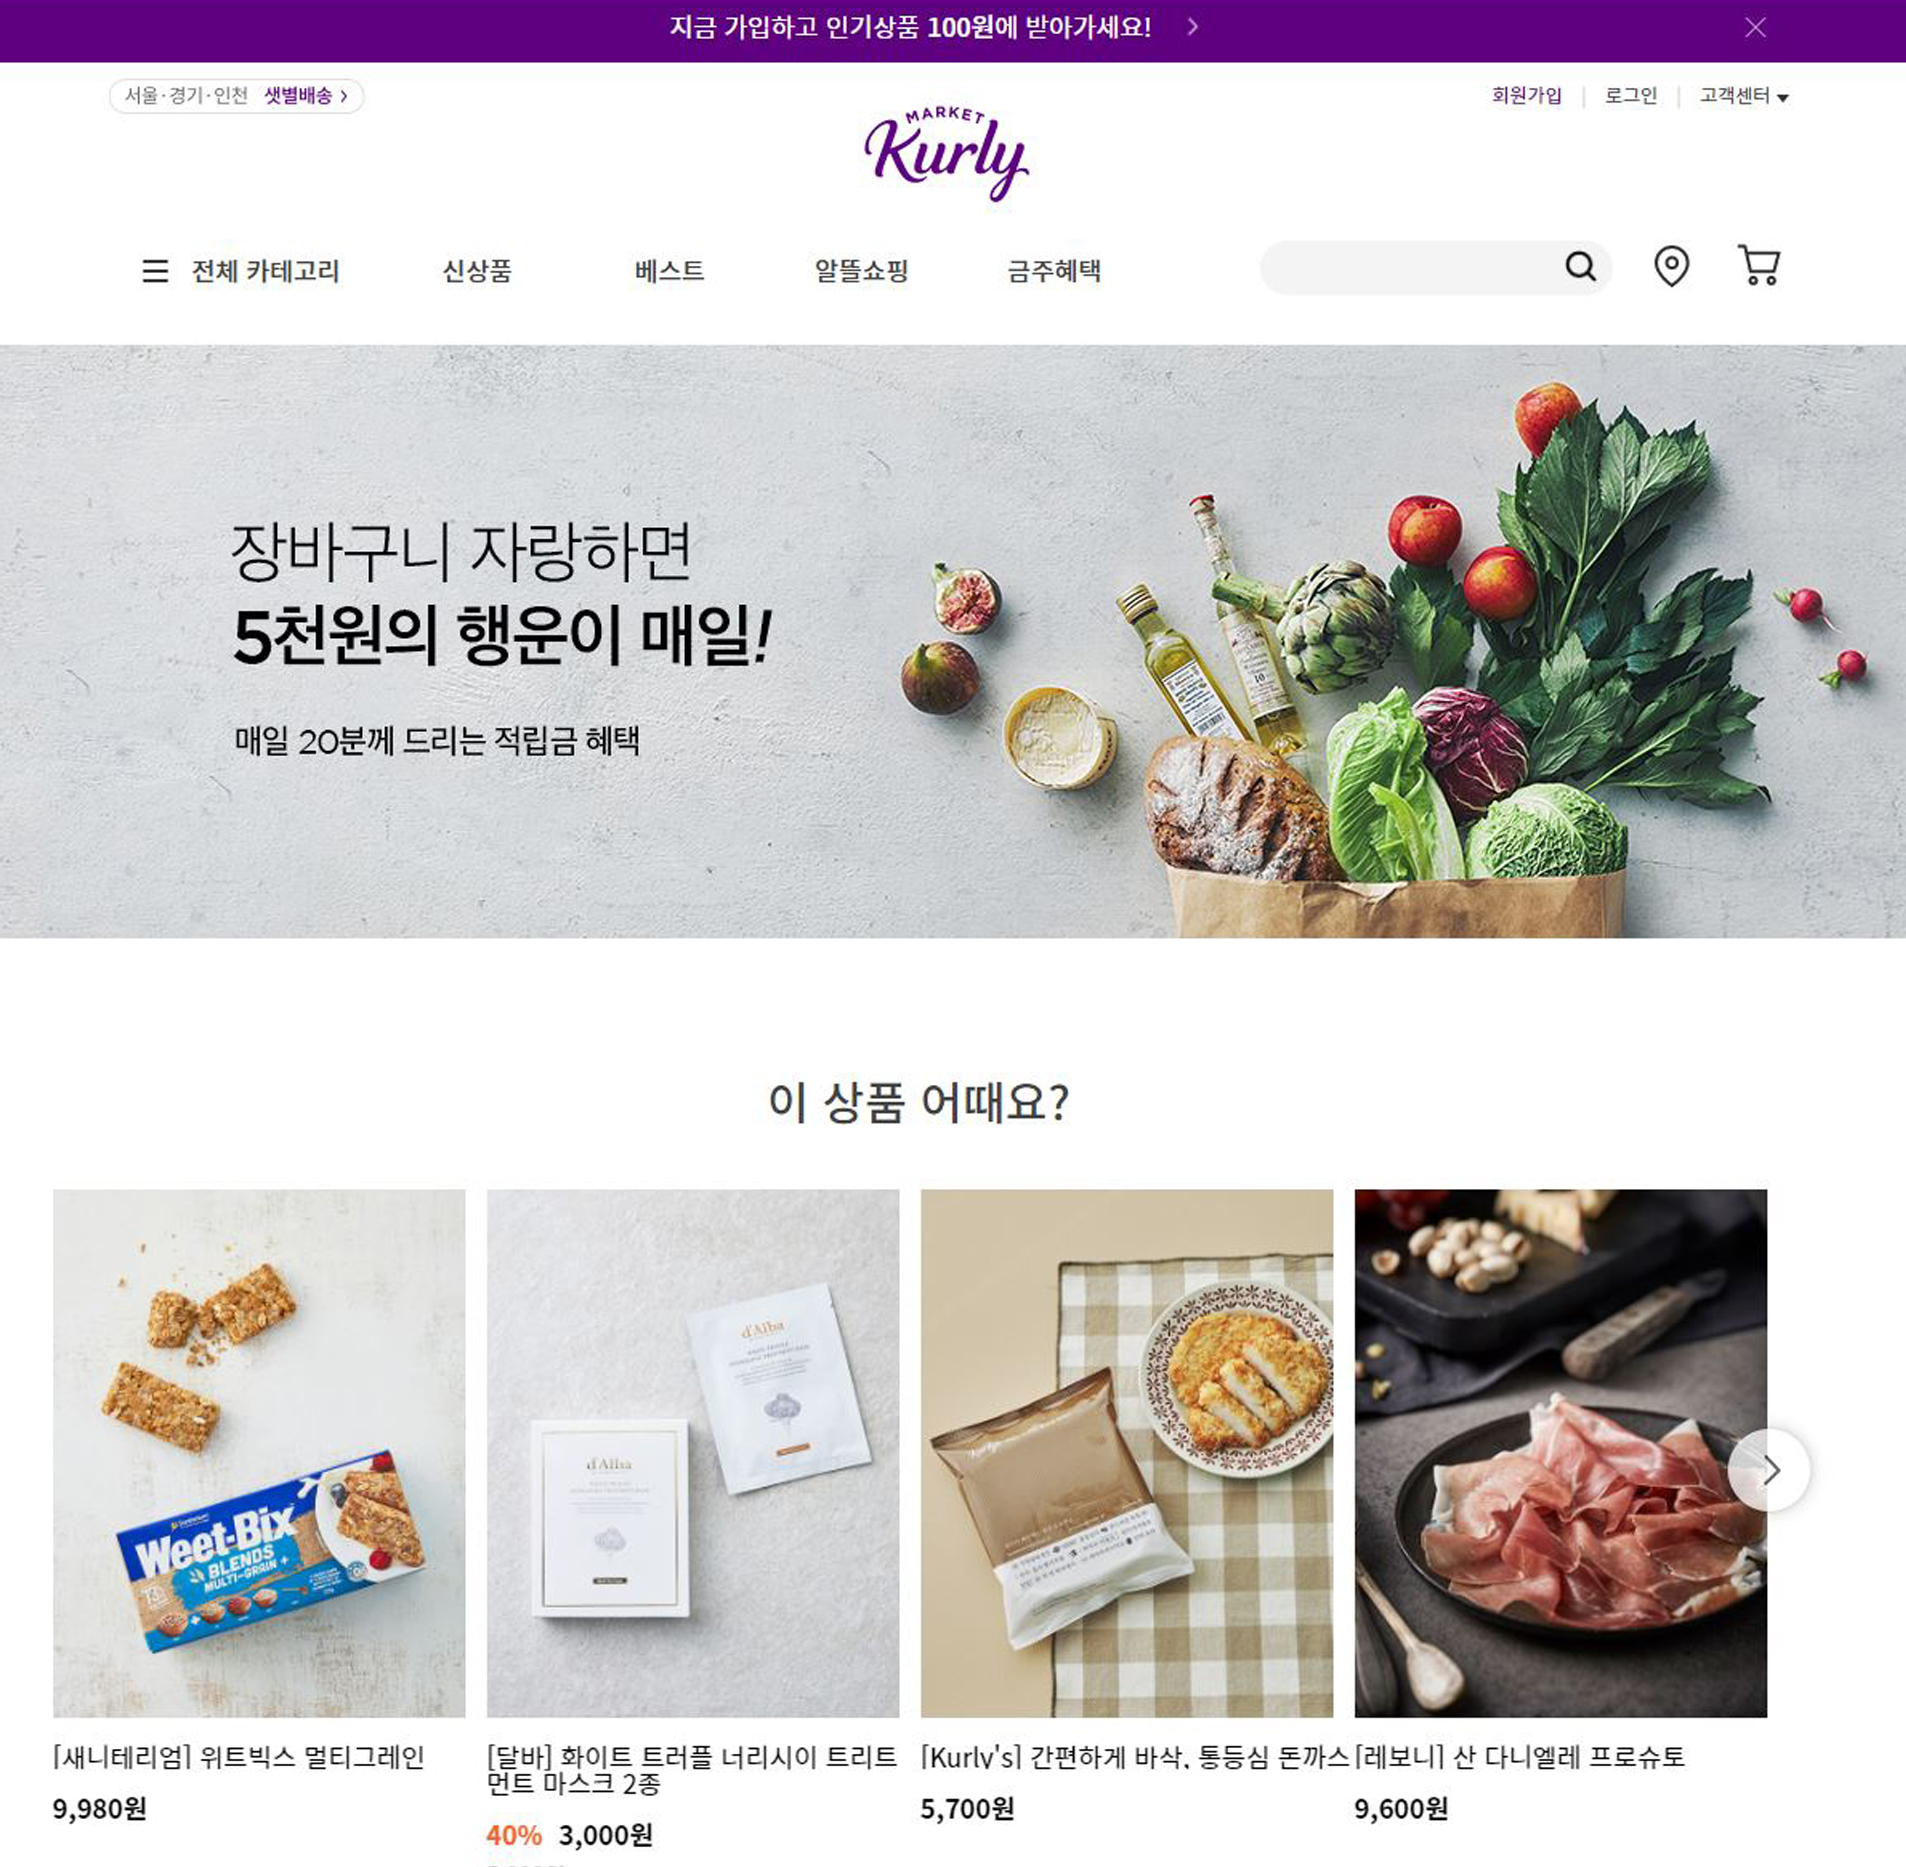 지금 가입하고 인기상품 100원에 받아가세요!
서울·경기·인천 샛별배송
회원가입 로그인 고객센터
MARKET
Kurly
전체 카테고리 신상품 베스트 알뜰쇼핑 금주혜택
장바구니 자랑하면
5천원의 행운이 매일!
매일 20분께 드리는 적립금 혜택
이 상품 어때요?
d'Alba
d'Alba
Weet-Bix
BLENDS
MULTI-GRAIN +
[새니테리엄] 위트빅스 멀티그레인
9,980원
[달바] 화이트 트러플 너리시이 트리트
먼트 마스크 2종
40% 3,000원
[Kurly's] 간편하게 바삭, 통등심 돈까스
5,700원
[레보니] 산 다니엘레 프로슈토
9,600원